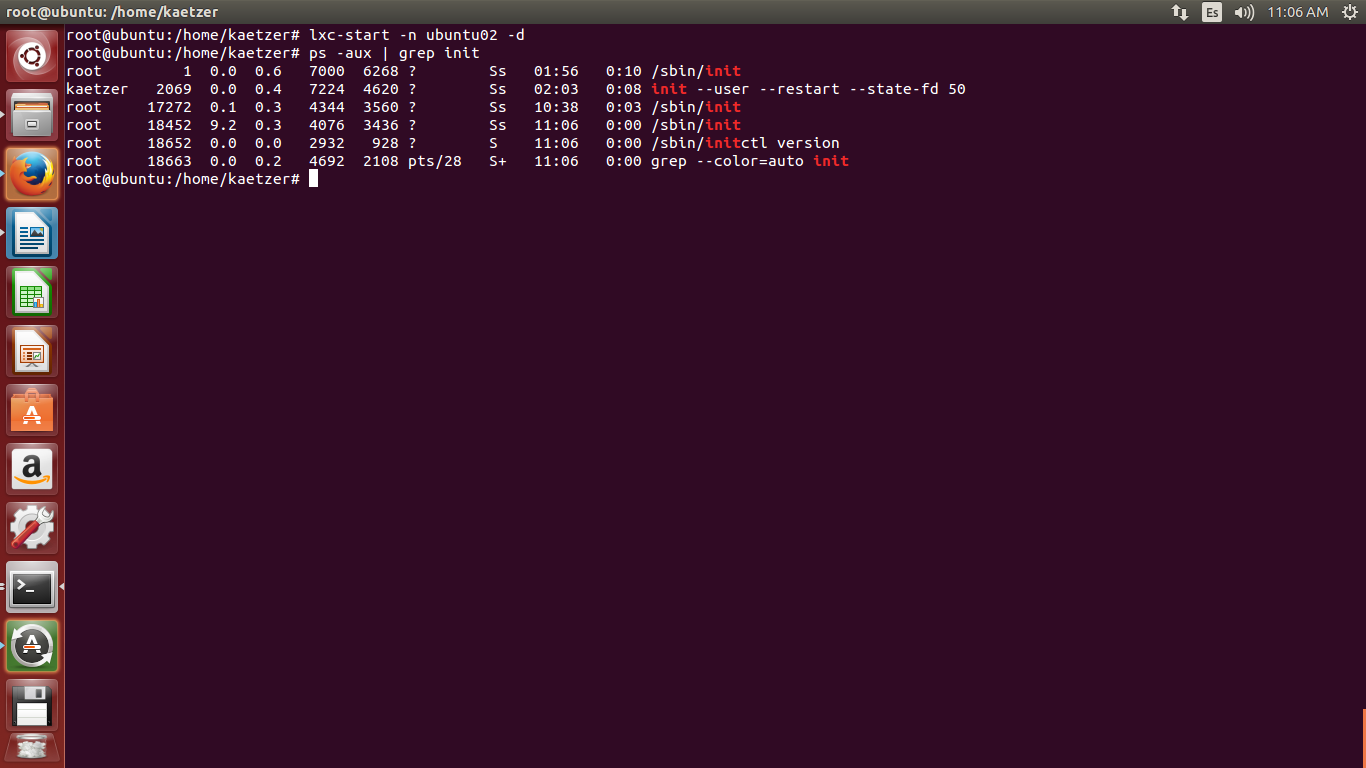 root@ubuntu: /home/kaetzer
Es
11:06 AM
root@ubuntu:/home/kaetzer# lxc-start -n ubuntu02 -d
root@ubuntu:/home/kaetzer# ps -aux | grep init
root         1  0.0  0.6   7000  6268 ?        Ss   01:56   0:10 /sbin/init
kaetzer   2069  0.0  0.4   7224  4620 ?        Ss   02:03   0:08 init --user --restart --state-fd 50
root     17272  0.1  0.3   4344  3560 ?        Ss   10:38   0:03 /sbin/init
root     18452  9.2  0.3   4076  3436 ?        Ss   11:06   0:00 /sbin/init
root     18652  0.0  0.0   2932   928 ?        S    11:06   0:00 /sbin/initctl version
root     18663  0.0  0.2   4692  2108 pts/28   S+   11:06   0:00 grep --color=auto init
root@ubuntu:/home/kaetzer#